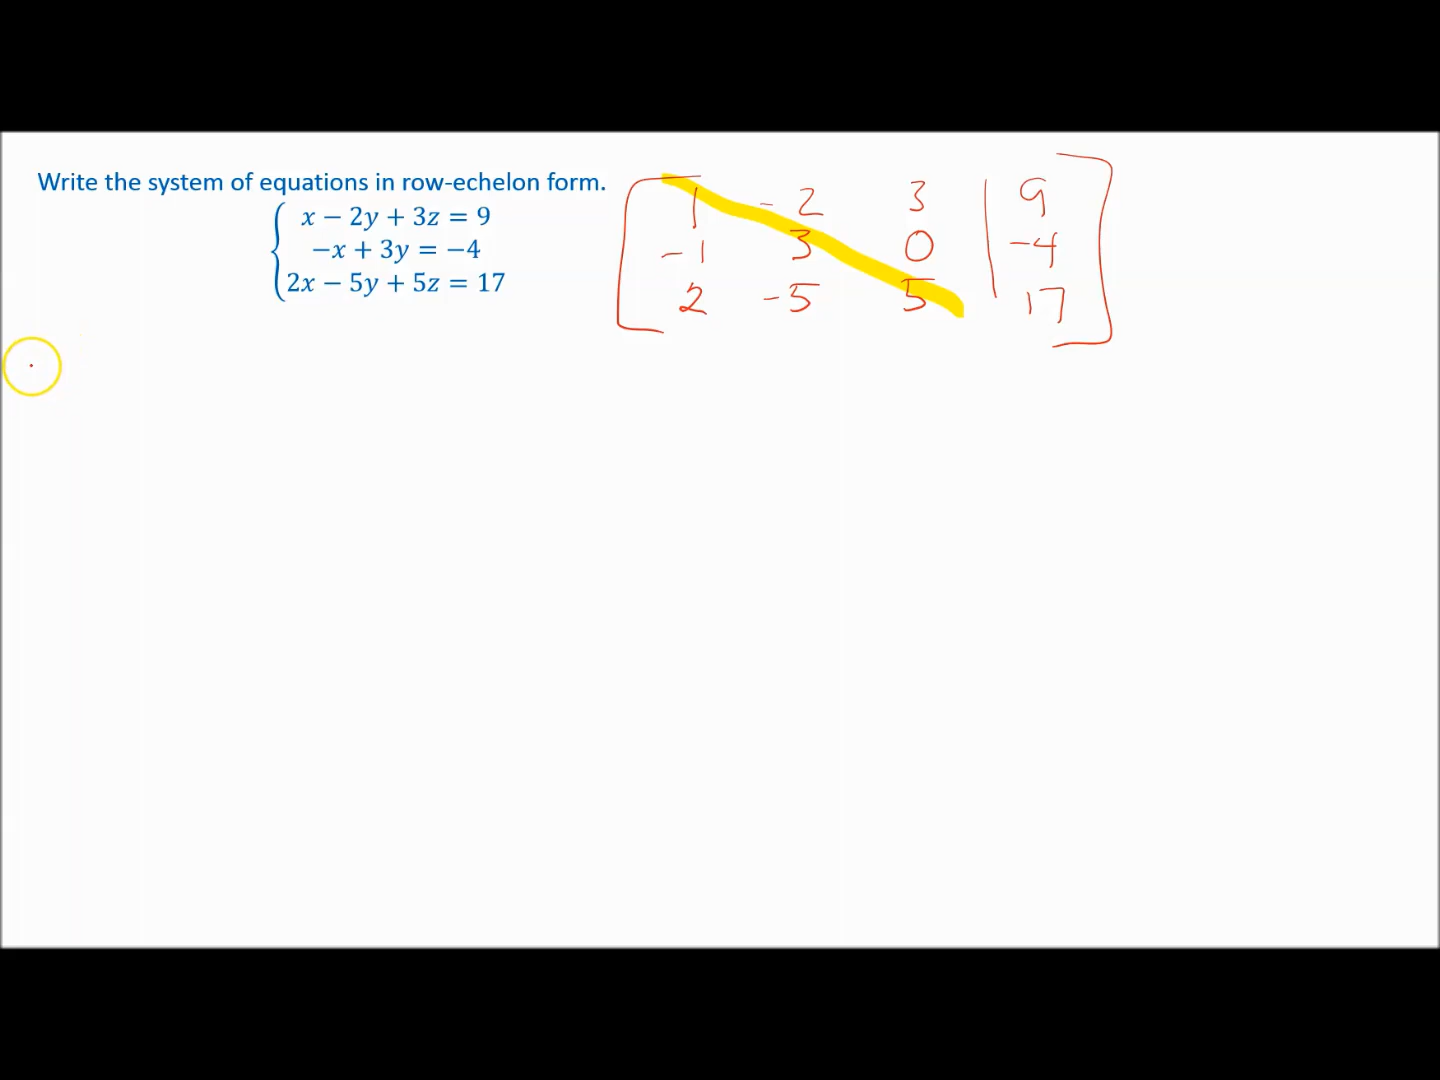 Write the system of equations in row-echelon form.
x − 2y + 3z = 9
−x + 3y = −4
2x − 5y + 5z = 17
1 -2 3 | 9
-1 3 0 | -4
2 -5 5 | 17